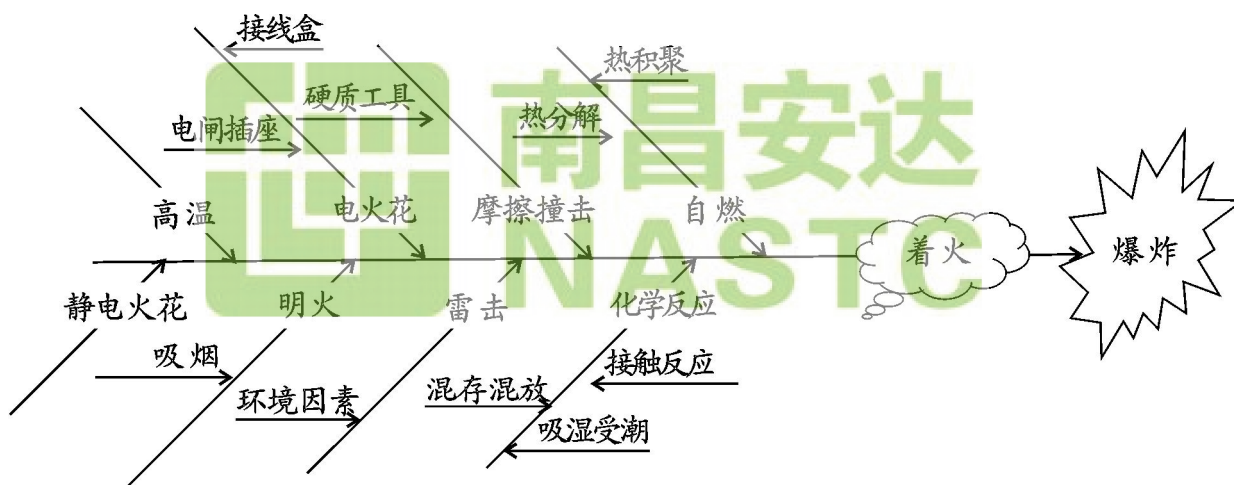 接线盒
热积聚
硬质工具
电闸插座
热分解
南昌安达
NASTC
高温
电火花
摩擦撞击
自燃
着火
爆炸
静电火花
明火
雷击
化学反应
吸烟
接触反应
环境因素
混存混放
吸湿受潮